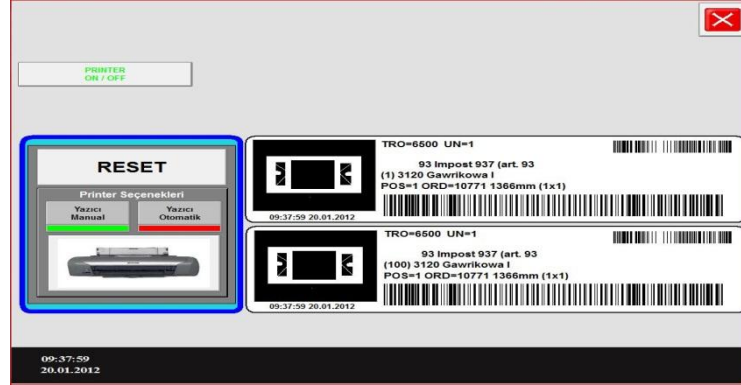 PRINTER
ON / OFF
RESET
Printer Seçenekleri
Yazıcı
Manual
Yazıcı
Otomatik
TRO=6500 UN=1
93 Impost 937 (art. 93
(1) 3120 Gawrikowa I
POS=1 ORD=10771 1366mm (1x1)
09:37:59 20.01.2012
TRO=6500 UN=1
93 Impost 937 (art. 93
(100) 3120 Gawrikowa I
POS=1 ORD=10771 1366mm (1x1)
09:37:59 20.01.2012
09:37:59
20.01.2012